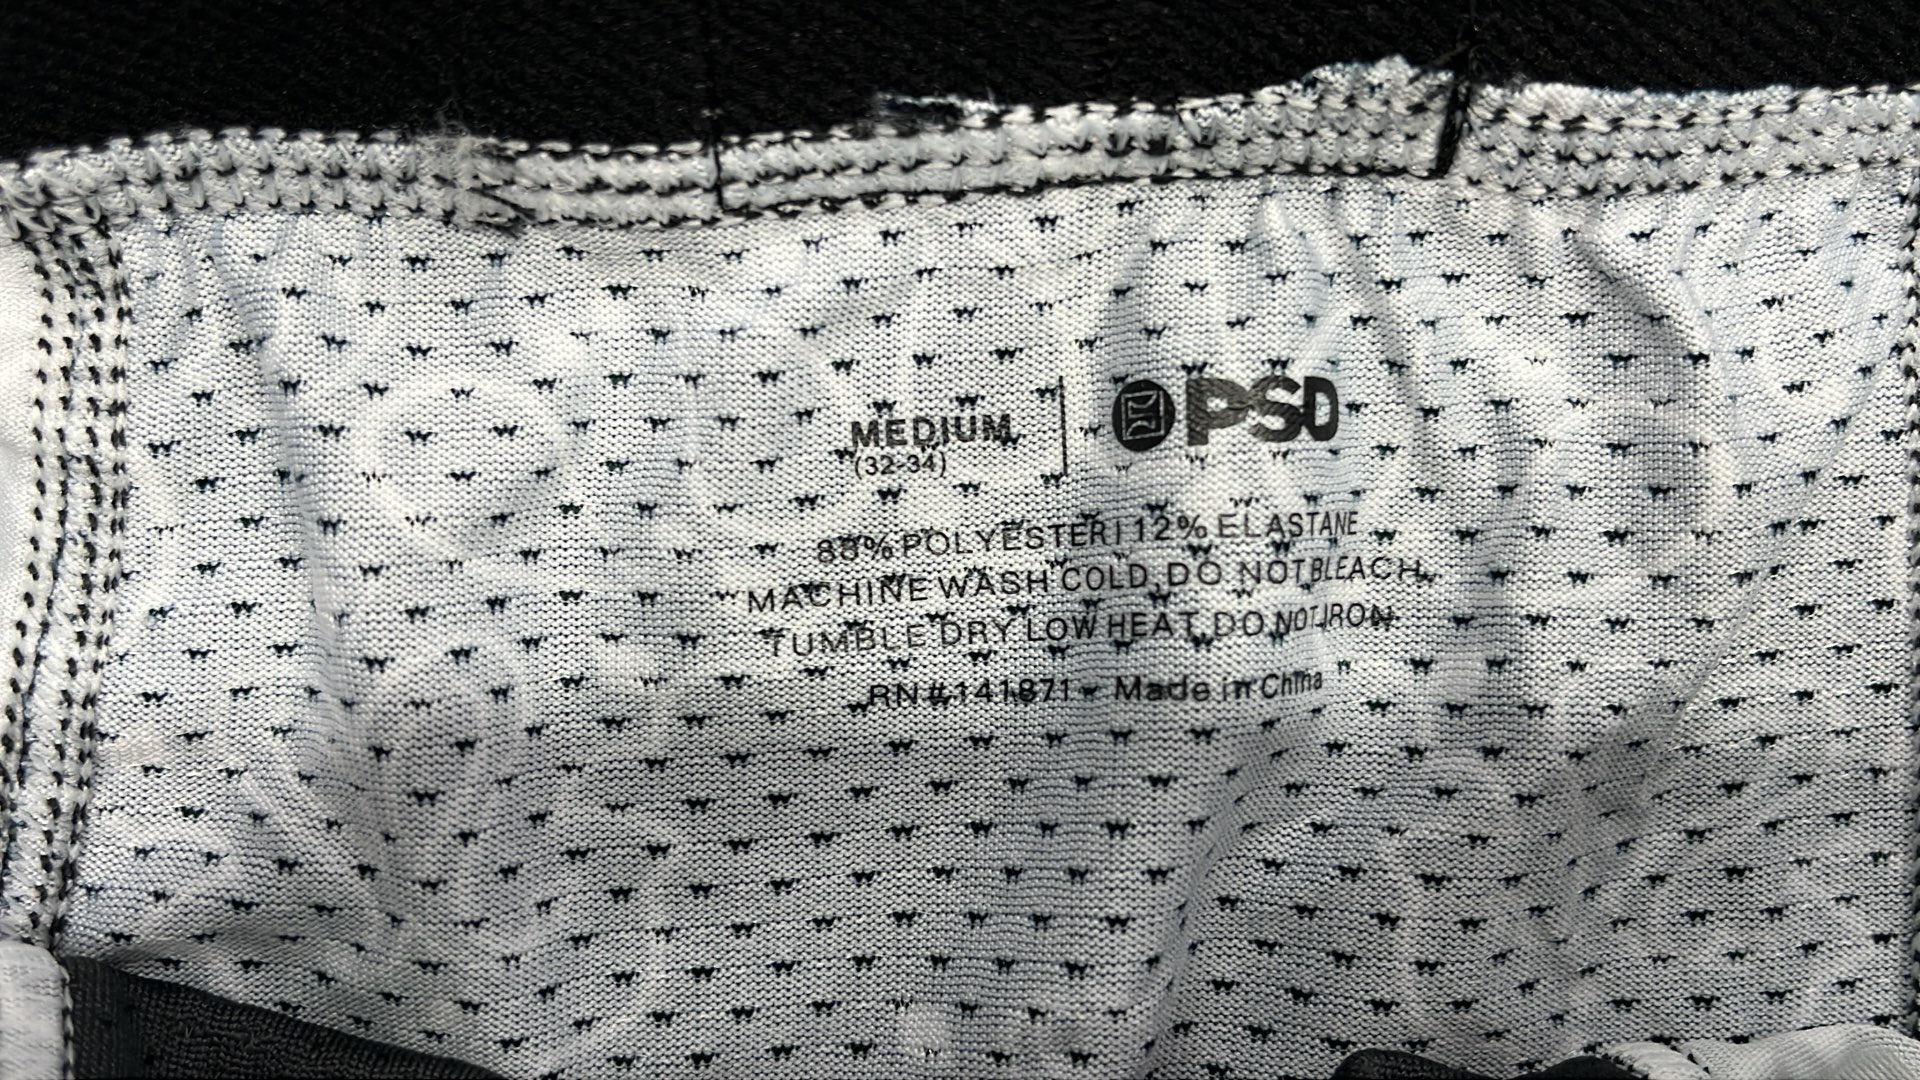 MEDIUM
(32-34)
PSD
88% POLYESTER | 12% ELASTANE
MACHINE WASH COLD, DO NOT BLEACH,
TUMBLE DRY LOW HEAT, DO NOT IRON.
RN# 141871 - Made in China